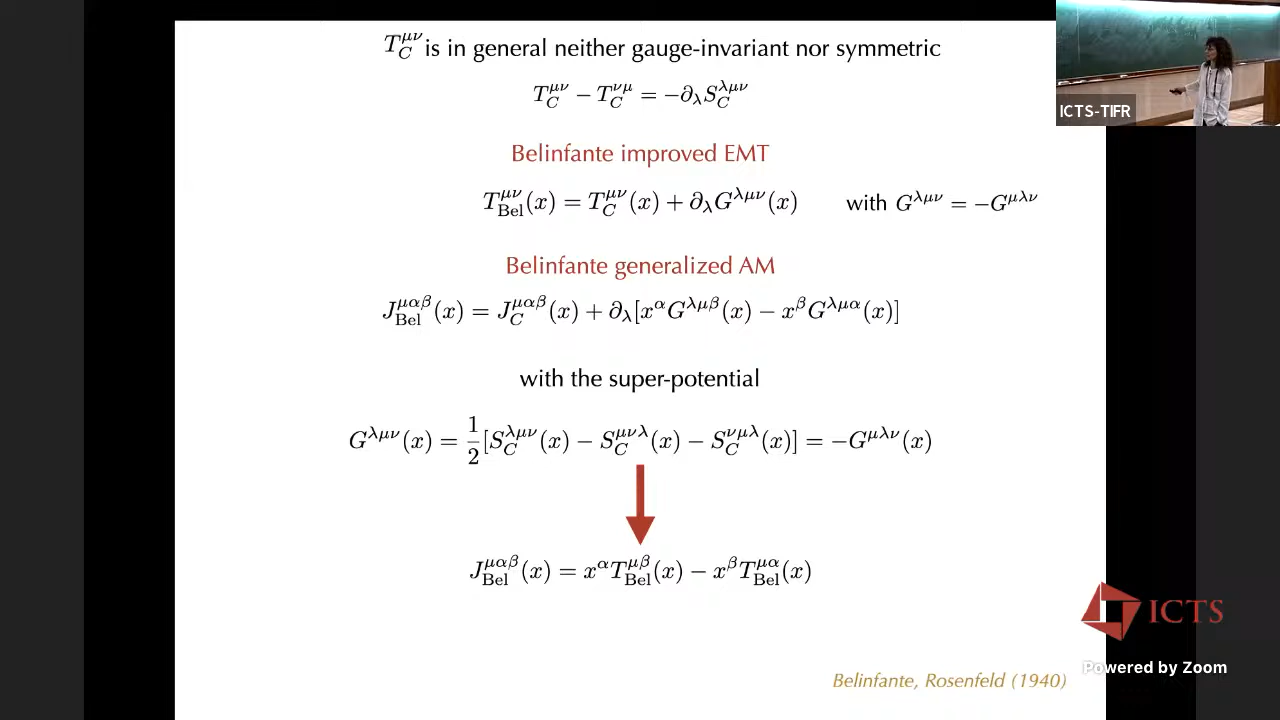 $T_C^{\mu\nu}$ is in general neither gauge-invariant nor symmetric
$T_C^{\mu\nu} - T_C^{\nu\mu} = -\partial_\lambda S_C^{\lambda\mu\nu}$
ICTS-TIFR
Belinfante improved EMT
$T_{\text{Bel}}^{\mu\nu}(x) = T_C^{\mu\nu}(x) + \partial_\lambda G^{\lambda\mu\nu}(x)$ with $G^{\lambda\mu\nu} = -G^{\mu\lambda\nu}$
Belinfante generalized AM
$J_{\text{Bel}}^{\mu\alpha\beta}(x) = J_C^{\mu\alpha\beta}(x) + \partial_\lambda [x^\alpha G^{\lambda\mu\beta}(x) - x^\beta G^{\lambda\mu\alpha}(x)]$
with the super-potential
$G^{\lambda\mu\nu}(x) = \frac{1}{2}[S_C^{\lambda\mu\nu}(x) - S_C^{\mu\nu\lambda}(x) - S_C^{\nu\mu\lambda}(x)] = -G^{\mu\lambda\nu}(x)$
$J_{\text{Bel}}^{\mu\alpha\beta}(x) = x^\alpha T_{\text{Bel}}^{\mu\beta}(x) - x^\beta T_{\text{Bel}}^{\mu\alpha}(x)$
ICTS
Powered by Zoom
Belinfante, Rosenfeld (1940)